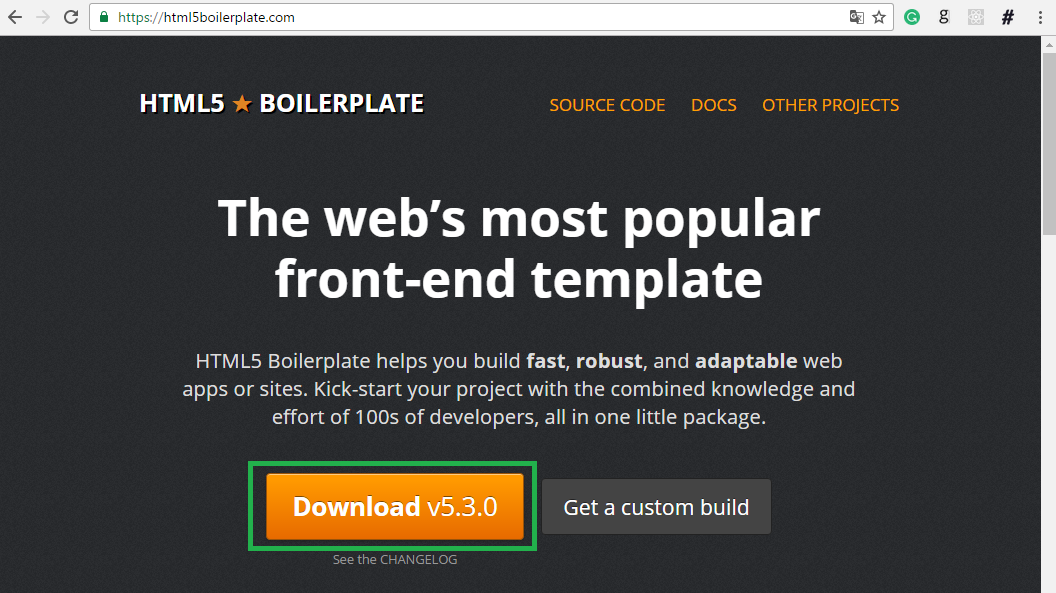 https://html5boilerplate.com
HTML5 ★ BOILERPLATE
SOURCE CODE DOCS OTHER PROJECTS
The web’s most popular
front-end template
HTML5 Boilerplate helps you build fast, robust, and adaptable web
apps or sites. Kick-start your project with the combined knowledge and
effort of 100s of developers, all in one little package.
Download v5.3.0
Get a custom build
See the CHANGELOG